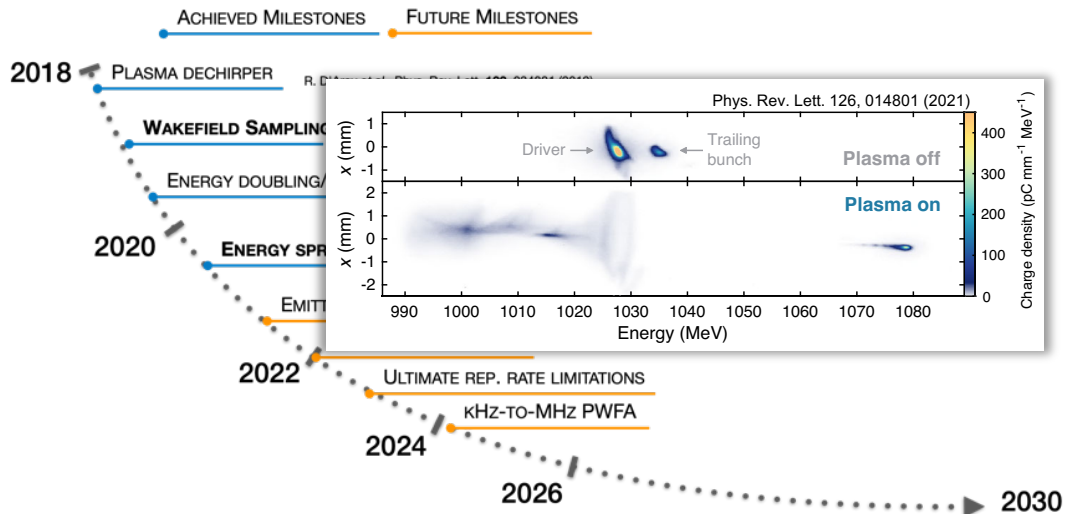 ACHIEVED MILESTONES
FUTURE MILESTONES
2018
PLASMA DECHIRPER
Phys. Rev. Lett. 126, 014801 (2021)
WAKEFIELD SAMPLING
ENERGY DOUBLING/
2020
ENERGY SPR
EMITT
x (mm)
1
0
-1
Driver
Trailing
bunch
Plasma off
x (mm)
2
1
0
-1
-2
Plasma on
990 1000 1010 1020 1030 1040 1050 1060 1070 1080
Energy (MeV)
400
300
200
100
0
Charge density (pC mm⁻¹ MeV⁻¹)
2022
ULTIMATE REP. RATE LIMITATIONS
KHZ-TO-MHZ PWFA
2024
2026
2030